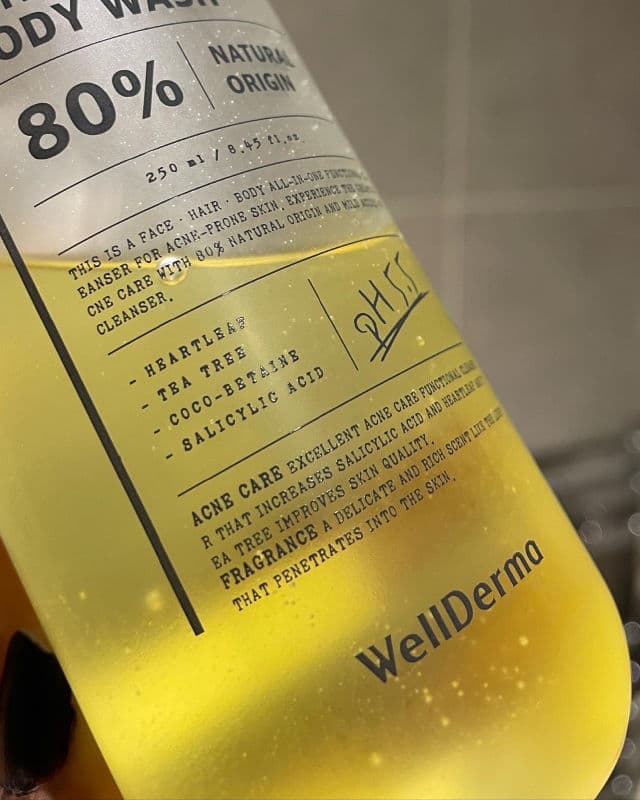 ODY WASH
80%
NATURAL
ORIGIN
250 ml / 8.45 fl.oz.
THIS IS A FACE · HAIR · BODY ALL-IN-ONE FUNCTIONAL
EANSER FOR ACNE-PRONE SKIN. EXPERIENCE THE
CNE CARE WITH 80% NATURAL ORIGIN AND MILD
CLEANSER.
- HEARTLEAF
- TEA TREE
- COCO-BETAINE
- SALICYLIC ACID
pH 5.5
ACNE CARE EXCELLENT ACNE CARE FUNCTIONAL
R THAT INCREASES SALICYLIC ACID AND HEARTLEAF
EA TREE IMPROVES SKIN QUALITY.
FRAGRANCE A DELICATE AND RICH SCENT LIKE THE
THAT PENETRATES INTO THE SKIN.
WellDerma